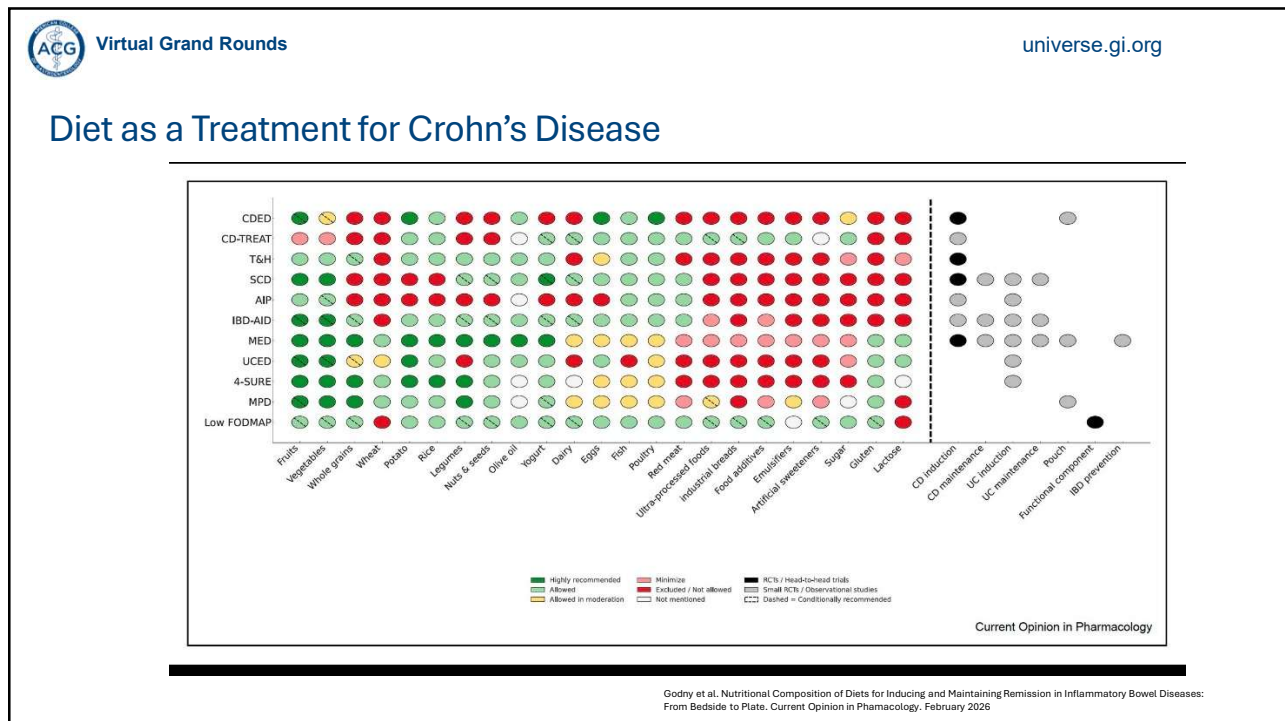 AMERICAN COLLEGE
ACG
OF GASTROENTEROLOGY
Virtual Grand Rounds
universe.gi.org
Diet as a Treatment for Crohn's Disease
CDED
CD-TREAT
T&H
SCD
AIP
IBD-AID
MED
UCED
4-SURE
MPD
Low FODMAP
Fruits
Vegetables
Whole grains
Wheat
Potato
Rice
Legumes
Nuts & seeds
Olive oil
Yogurt
Dairy
Eggs
Fish
Poultry
Red meat
Ultra-processed foods
industrial breads
Food additives
Emulsifiers
Artificial sweeteners
Sugar
Gluten
Lactose
CD induction
CD maintenance
UC induction
UC maintenance
Pouch
Functional component
IBD prevention
Highly recommended
Allowed
Allowed in moderation
Minimize
Excluded / Not allowed
Not mentioned
RCTs / Head-to-head trials
Small RCTs / Observational studies
Dashed = Conditionally recommended
Current Opinion in Pharmacology
Godny et al. Nutritional Composition of Diets for Inducing and Maintaining Remission in Inflammatory Bowel Diseases:
From Bedside to Plate. Current Opinion in Phamacology. February 2026